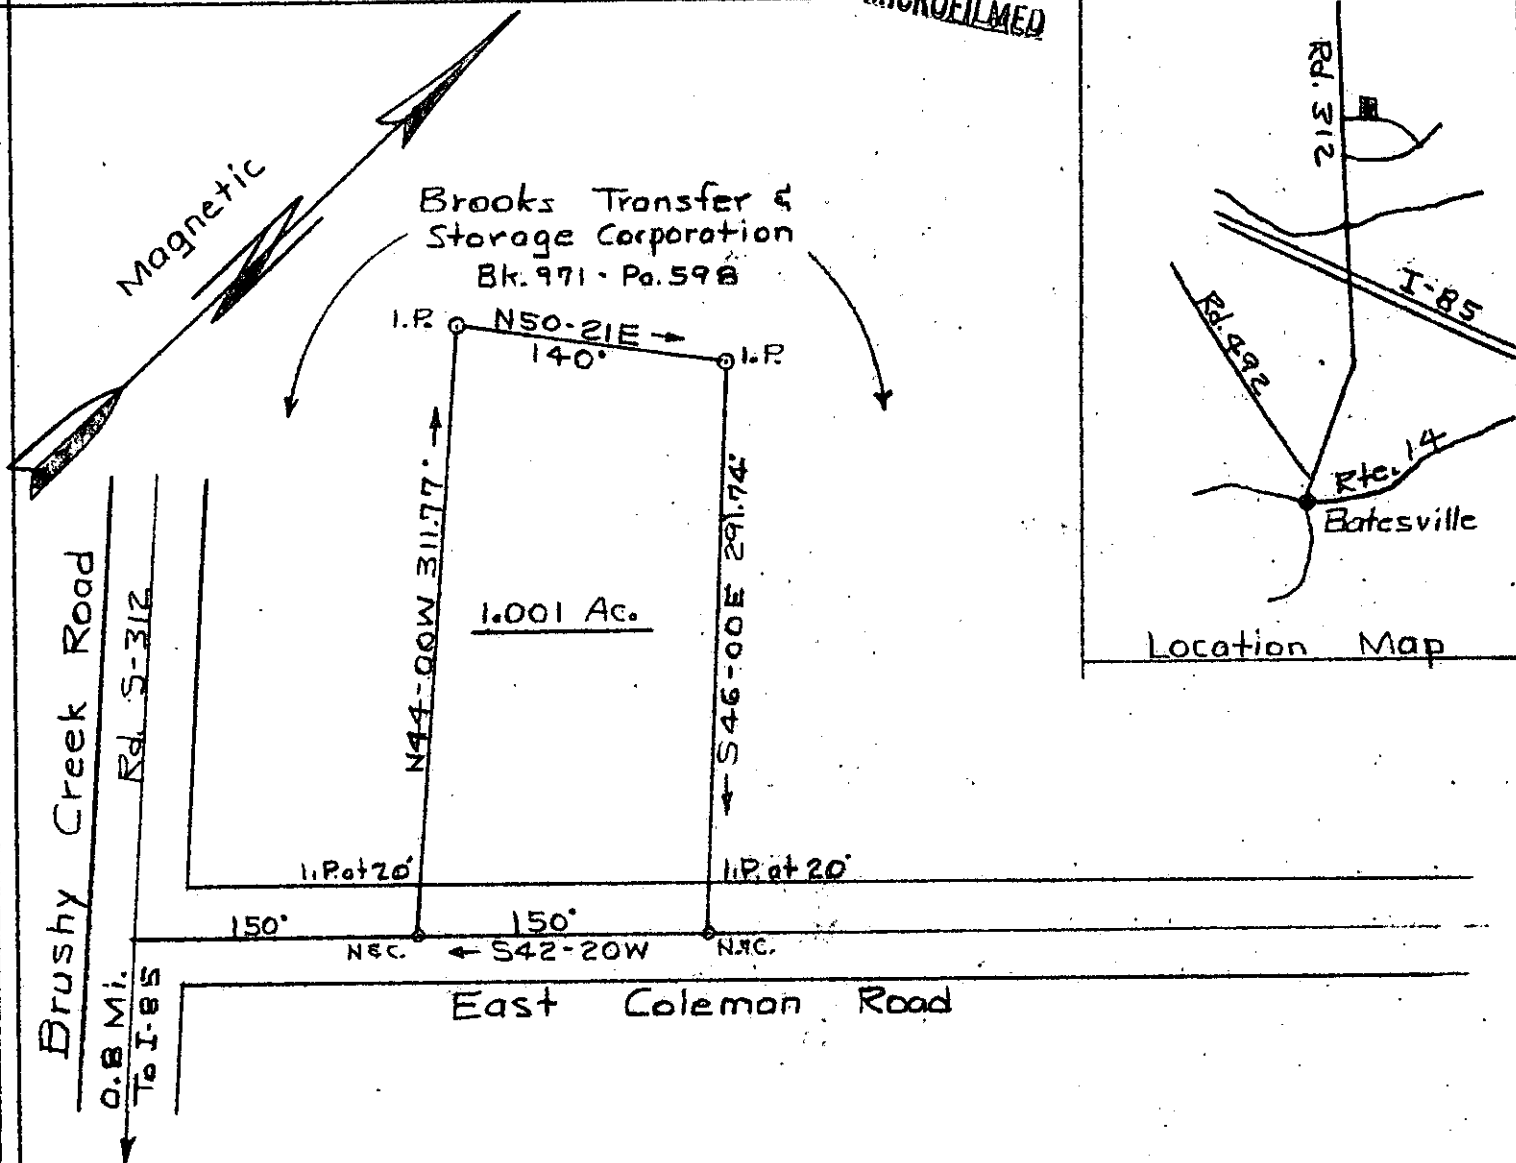 MICROFILMED
Magnetic
Brooks Transfer &
Storage Corporation
Bk. 971 - Pa. 598
I.P.
N50-21E
140'
I.P.
N44-00W 311.77'
S46-00E 291.74'
1.001 Ac.
I.P. at 20'
I.P. at 20'
150'
150'
N&C.
S42-20W
N&C.
East Coleman Road
Brushy Creek Road
Rd. S-312
0.8 Mi.
To I-85
Rd. 312
I-85
Rd. 492
Rte. 14
Batesville
Location Map